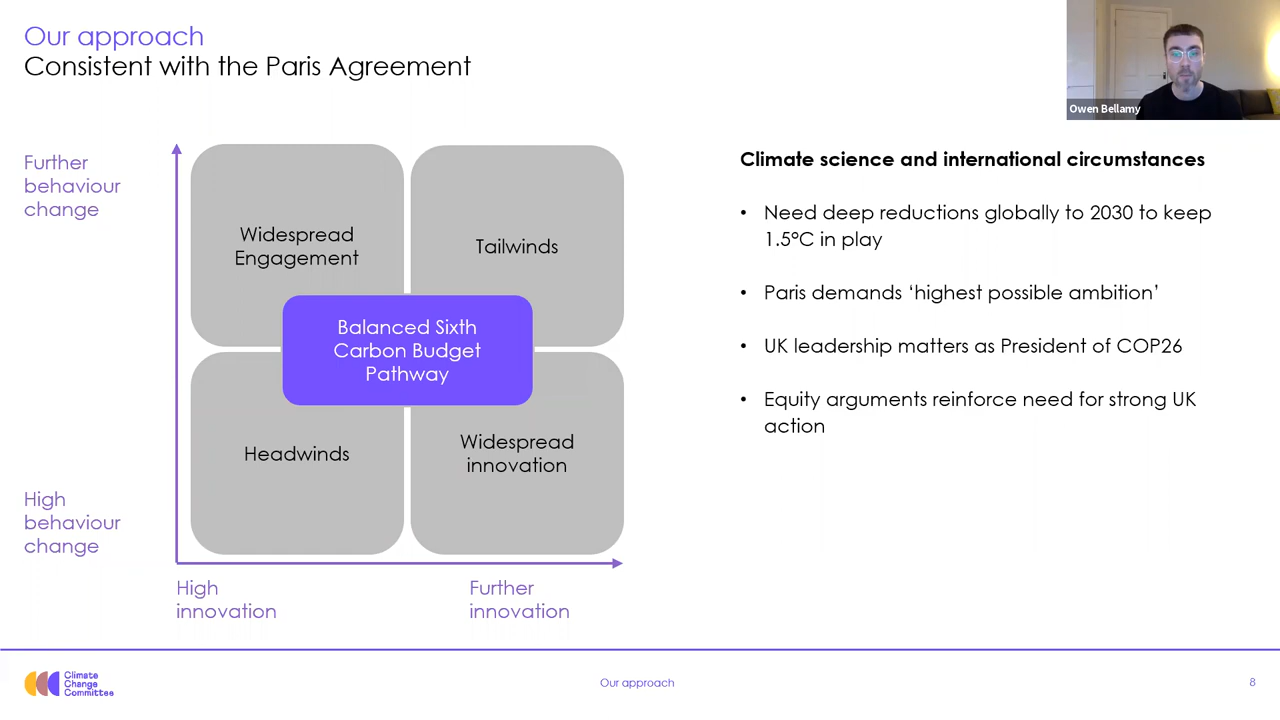 Our approach
Consistent with the Paris Agreement
Owen Bellamy
Further
behaviour
change
High
behaviour
change
Widespread
Engagement
Tailwinds
Balanced Sixth
Carbon Budget
Pathway
Headwinds
Widespread
innovation
High
innovation
Further
innovation
Climate science and international circumstances
• Need deep reductions globally to 2030 to keep
1.5°C in play
• Paris demands ‘highest possible ambition’
• UK leadership matters as President of COP26
• Equity arguments reinforce need for strong UK
action
Climate
Change
Committee
Our approach
8